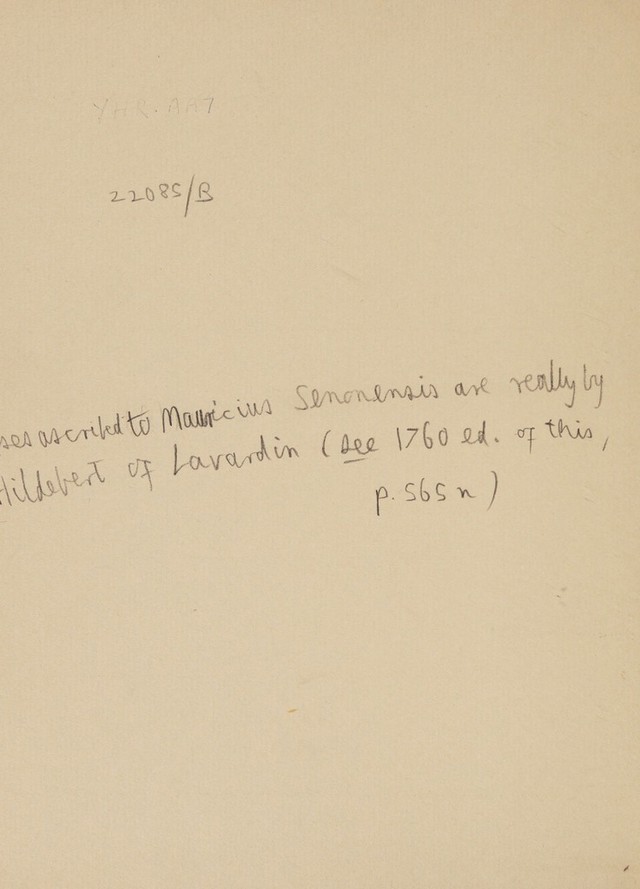 YHR.AA7
22085/B
ses ascribed to Mauricius Senonensis are really by
Hildebert of Lavardin (see 1760 ed. of this,
p. 565 n)